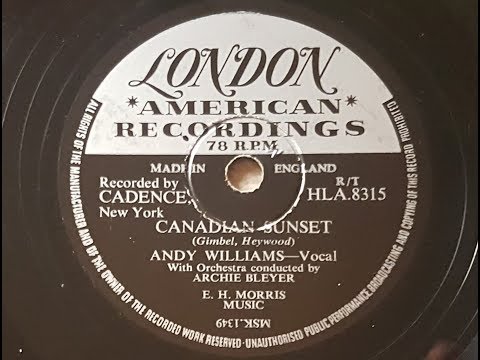 LONDON
*AMERICAN*
RECORDINGS
78 R.P.M.
MADE IN ENGLAND
Recorded by
CADENCE,
New York
R/T
HLA.8315
CANADIAN SUNSET
(Gimbel, Heywood)
ANDY WILLIAMS—Vocal
With Orchestra conducted by
ARCHIE BLEYER
E. H. MORRIS
MUSIC
MSK.1349
ALL RIGHTS OF THE MANUFACTURER AND OF THE OWNER OF THE RECORDED WORK RESERVED · UNAUTHORISED PUBLIC PERFORMANCE BROADCASTING AND COPYING OF THIS RECORD PROHIBITED